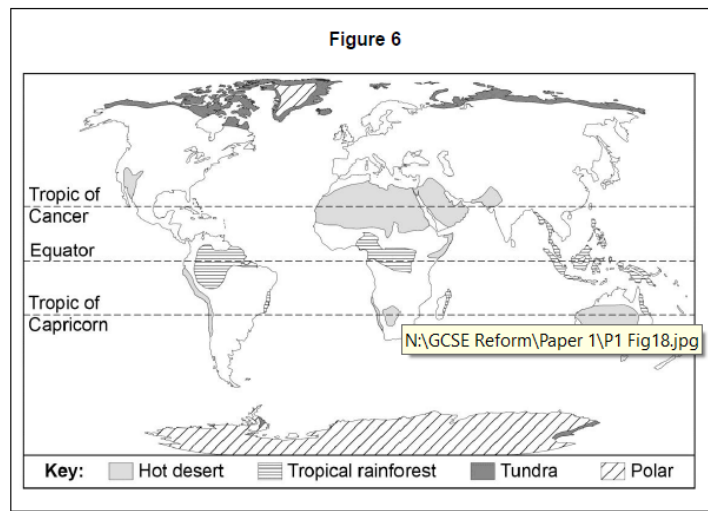 Figure 6
Tropic of
Cancer
Equator
Tropic of
Capricorn
N:\GCSE Reform\Paper 1\P1 Fig18.jpg
Key: Hot desert Tropical rainforest Tundra Polar